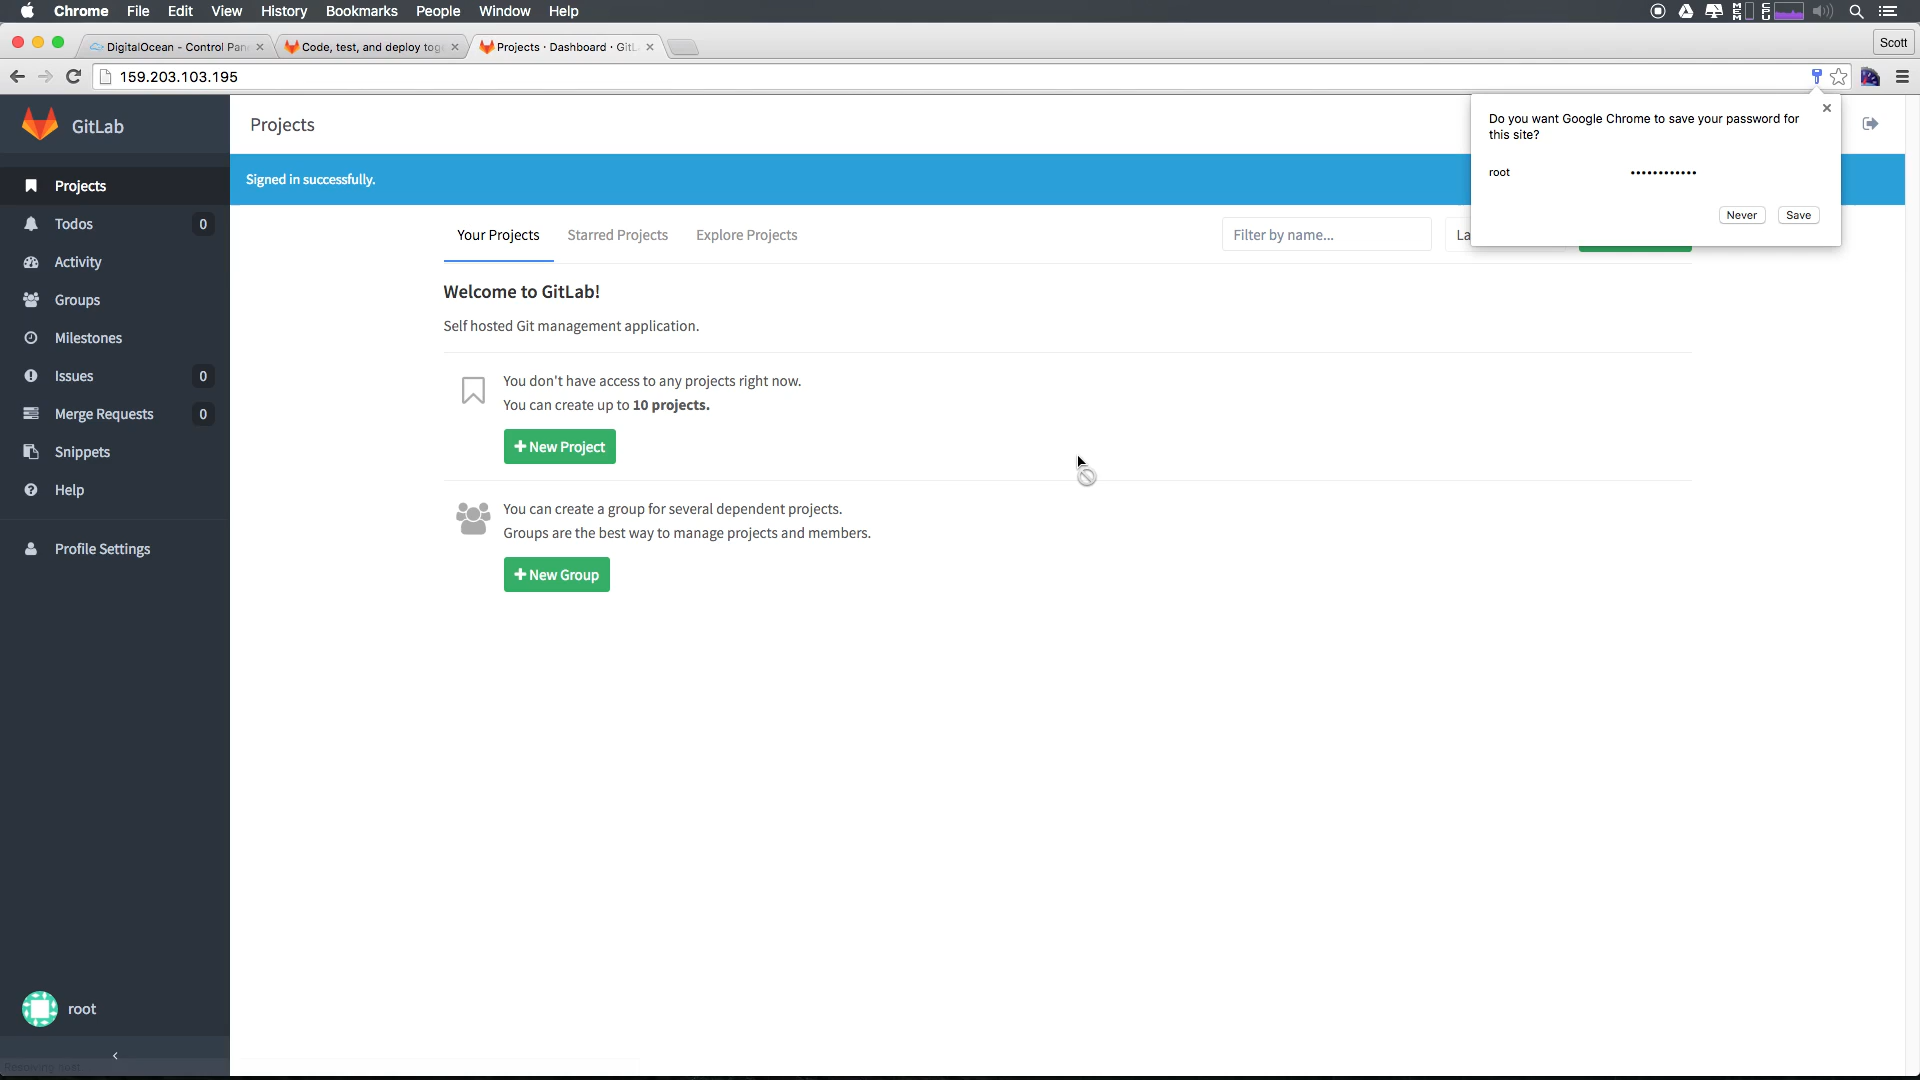 Chrome File Edit View History Bookmarks People Window Help
DigitalOcean - Control Pan
Code, test, and deploy tog
Projects · Dashboard · GitL
Scott
159.203.103.195
GitLab
Projects
Do you want Google Chrome to save your password for
this site?
root ••••••••••••
Never Save
Signed in successfully.
Projects
Todos 0
Activity
Groups
Milestones
Issues 0
Merge Requests 0
Snippets
Help
Profile Settings
root
Your Projects Starred Projects Explore Projects
Filter by name...
La
Welcome to GitLab!
Self hosted Git management application.
You don't have access to any projects right now.
You can create up to 10 projects.
+ New Project
You can create a group for several dependent projects.
Groups are the best way to manage projects and members.
+ New Group